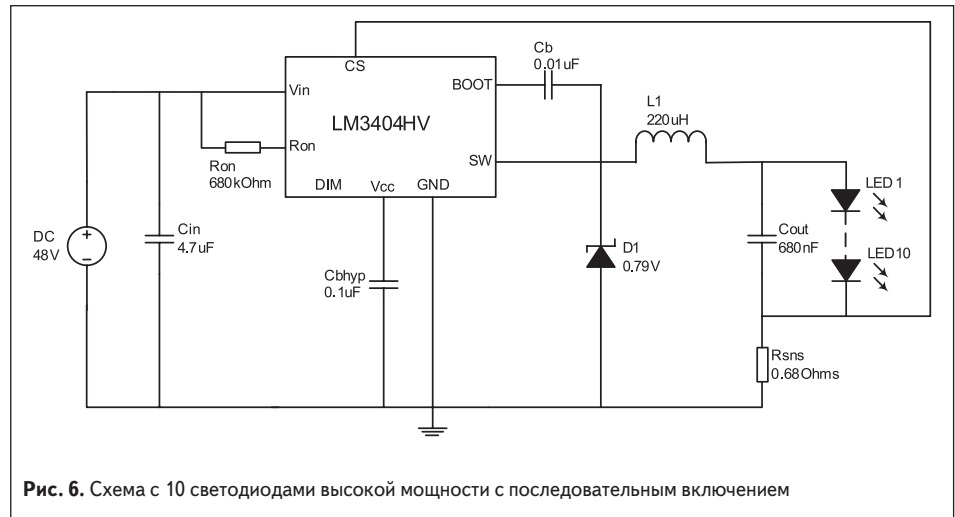 CS
Cb
0.01uF
Vin
BOOT
LM3404HV
L1
220uH
Ron
SW
Ron
680kOhm
DIM
Vcc
GND
LED 1
DC
48V
+
−
Cin
4.7uF
Cout
680nF
D1
0.79V
LED10
Cbhyp
0.1uF
Rsns
0.68Ohms
Рис. 6. Схема с 10 светодиодами высокой мощности с последовательным включением